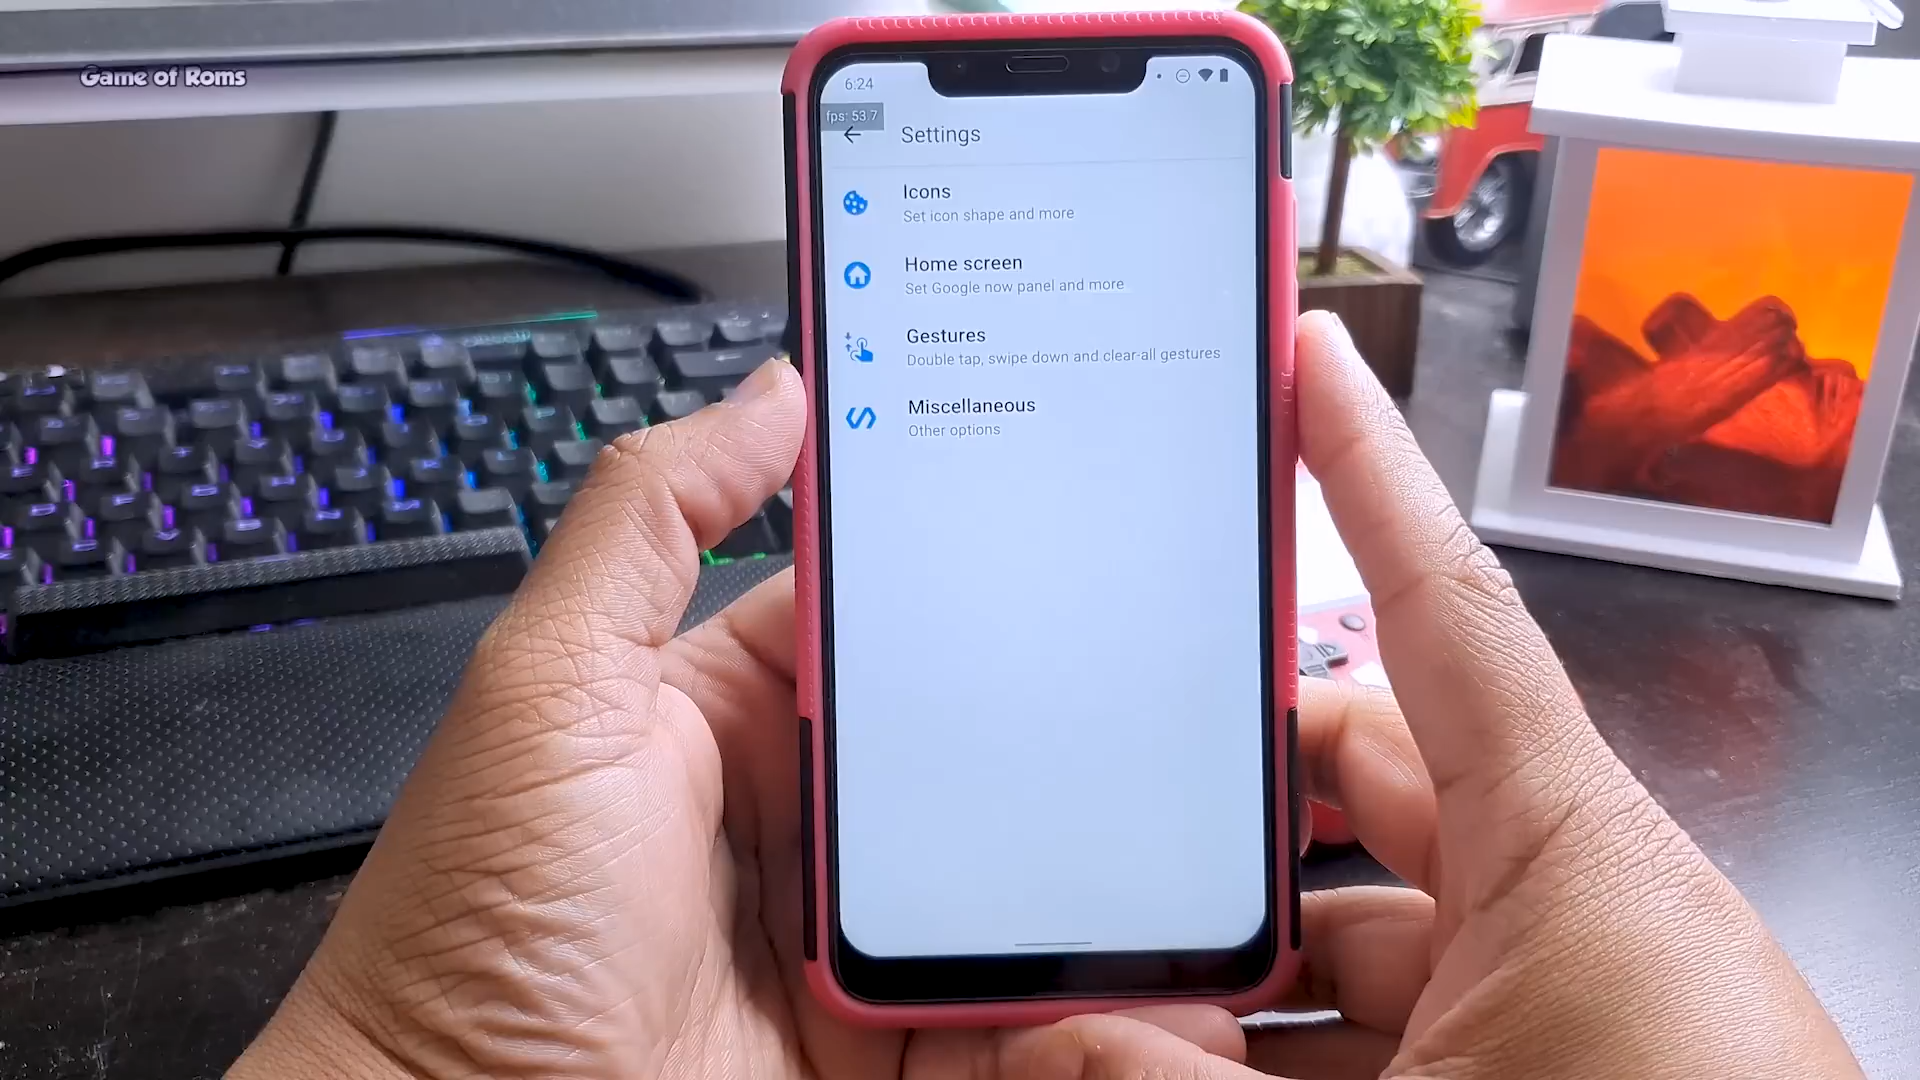 Game of Roms
6:24
fps: 53.7
Settings
Icons
Set icon shape and more
Home screen
Set Google now panel and more
Gestures
Double tap, swipe down and clear-all gestures
Miscellaneous
Other options